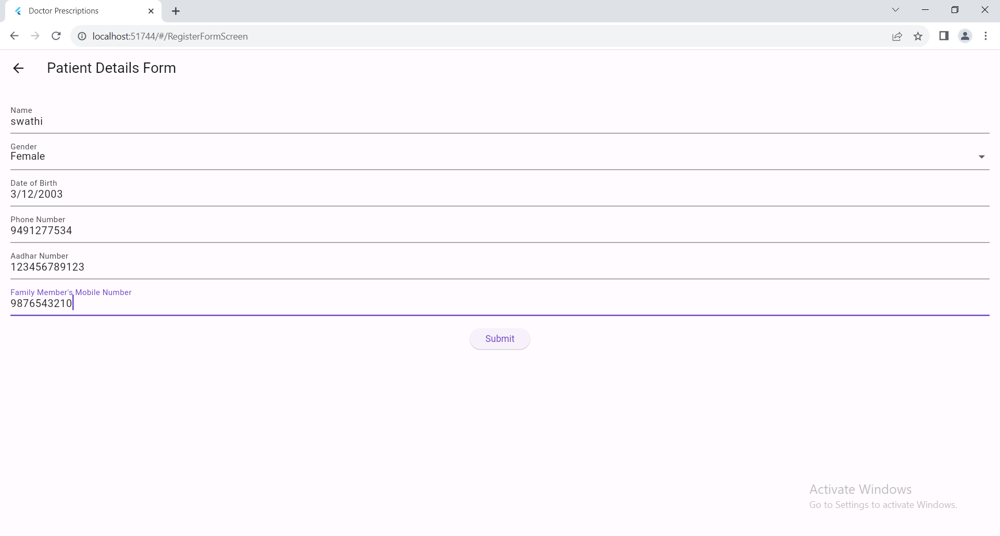 Doctor Prescriptions
localhost:51744/#/RegisterFormScreen
Patient Details Form
Name
swathi
Gender
Female
Date of Birth
3/12/2003
Phone Number
9491277534
Aadhar Number
123456789123
Family Member's Mobile Number
9876543210
Submit
Activate Windows
Go to Settings to activate Windows.